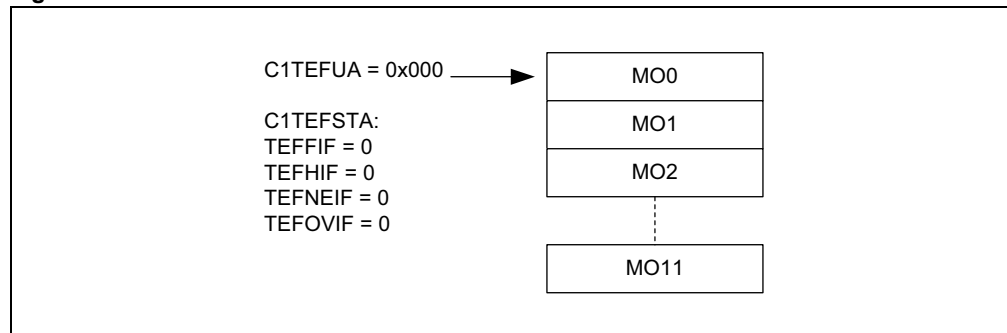 C1TEFUA = 0x000
C1TEFSTA:
TEFFIF = 0
TEFHIF = 0
TEFNEIF = 0
TEFOVIF = 0
MO0
MO1
MO2
MO11